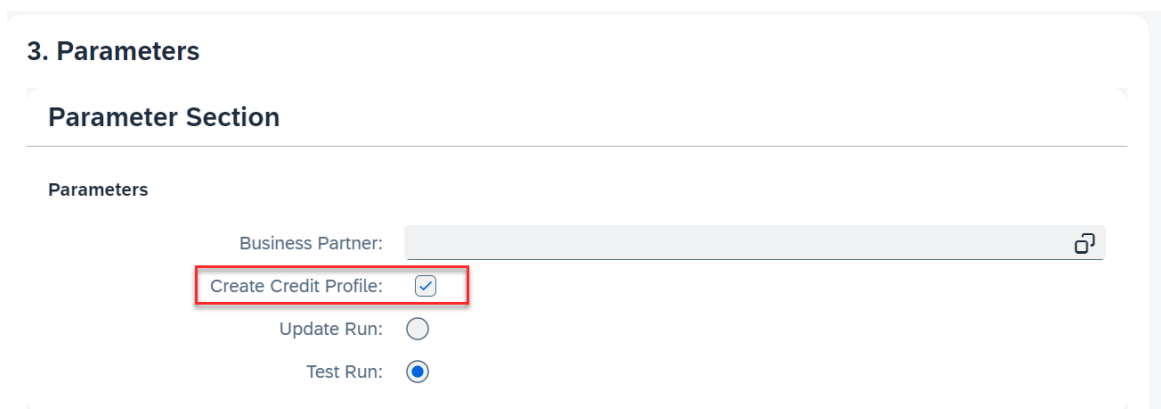 3. Parameters
Parameter Section
Parameters
Business Partner:
Create Credit Profile:
Update Run:
Test Run: